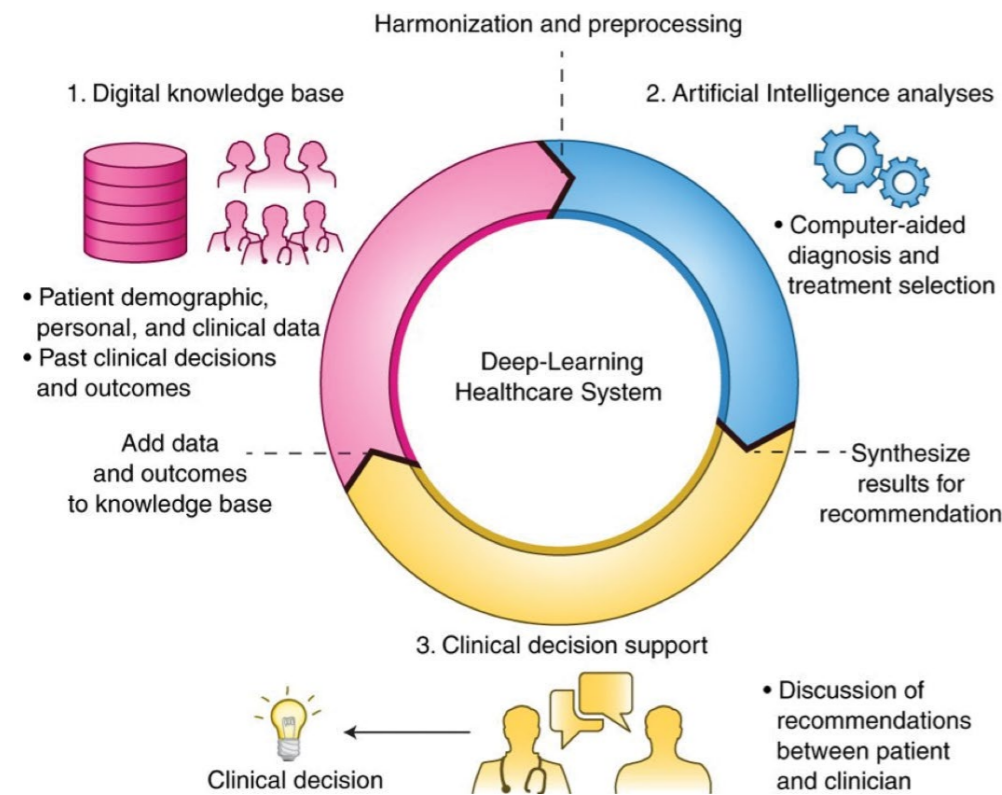 Harmonization and preprocessing
1. Digital knowledge base
2. Artificial Intelligence analyses
• Computer-aided
diagnosis and
treatment selection
• Patient demographic,
personal, and clinical data
• Past clinical decisions
and outcomes
Deep-Learning
Healthcare System
Add data
and outcomes
to knowledge base
Synthesize
results for
recommendation
3. Clinical decision support
• Discussion of
recommendations
between patient
and clinician
Clinical decision